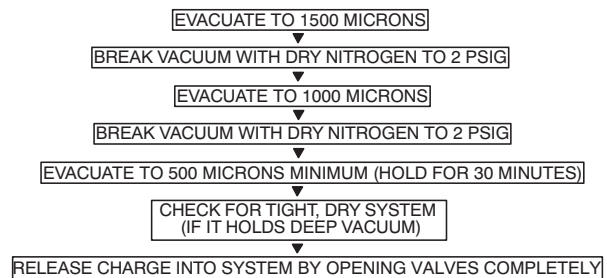 EVACUATE TO 1500 MICRONS
BREAK VACUUM WITH DRY NITROGEN TO 2 PSIG
EVACUATE TO 1000 MICRONS
BREAK VACUUM WITH DRY NITROGEN TO 2 PSIG
EVACUATE TO 500 MICRONS MINIMUM (HOLD FOR 30 MINUTES)
CHECK FOR TIGHT, DRY SYSTEM
(IF IT HOLDS DEEP VACUUM)
RELEASE CHARGE INTO SYSTEM BY OPENING VALVES COMPLETELY